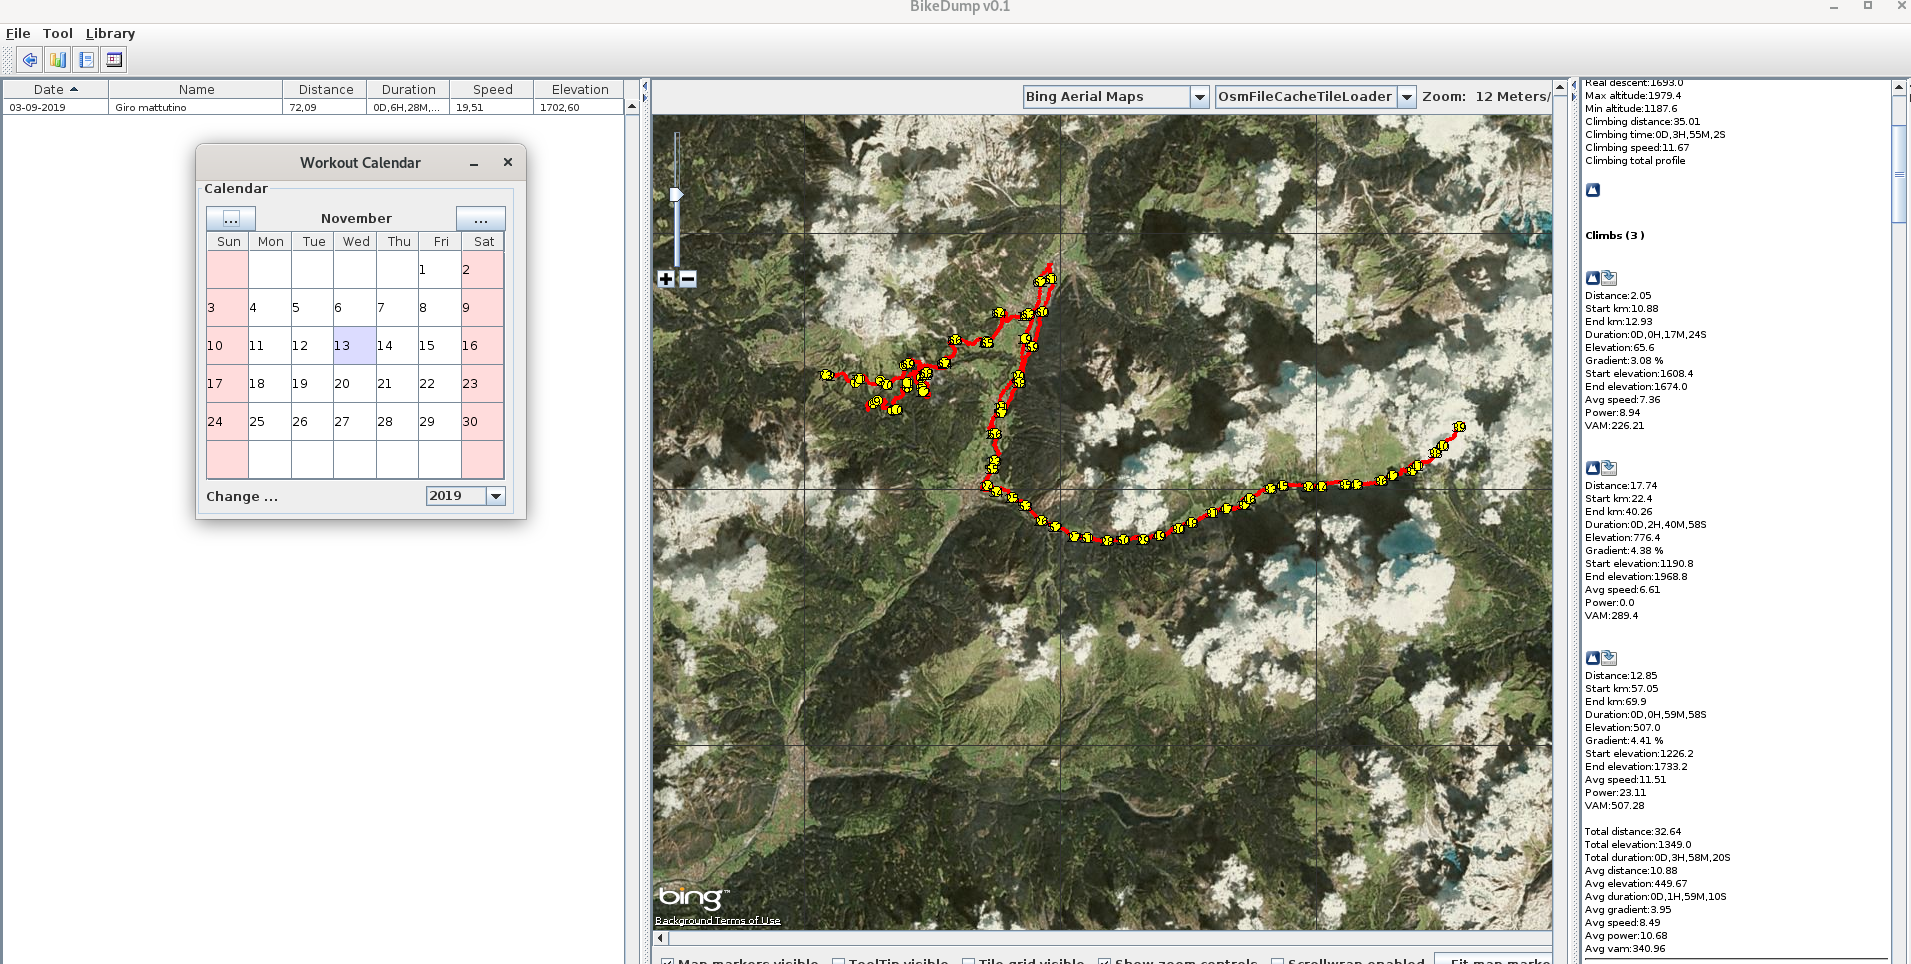 BikeDump v0.1
File Tool Library
Date Name Distance Duration Speed Elevation
03-09-2019 Giro mattutino 72,09 0D,6H,28M,... 19,51 1702,60
Workout Calendar
Calendar
... November ...
Sun Mon Tue Wed Thu Fri Sat
1 2
3 4 5 6 7 8 9
10 11 12 13 14 15 16
17 18 19 20 21 22 23
24 25 26 27 28 29 30
Change ... 2019
Bing Aerial Maps OsmFileCacheTileLoader Zoom: 12 Meters/
bing™
Background Terms of Use
Map markers visible ToolTip visible Tile grid visible Show zoom controls Scrollwrap enabled Fit map marke
Real descent:1693.0
Max altitude:1979.4
Min altitude:1187.6
Climbing distance:35.01
Climbing time:0D,3H,55M,2S
Climbing speed:11.67
Climbing total profile
Climbs (3 )
Distance:2.05
Start km:10.88
End km:12.93
Duration:0D,0H,17M,24S
Elevation:65.6
Gradient:3.08 %
Start elevation:1608.4
End elevation:1674.0
Avg speed:7.36
Power:8.94
VAM:226.21
Distance:17.74
Start km:22.4
End km:40.26
Duration:0D,2H,40M,58S
Elevation:776.4
Gradient:4.38 %
Start elevation:1190.8
End elevation:1968.8
Avg speed:6.61
Power:0.0
VAM:289.4
Distance:12.85
Start km:57.05
End km:69.9
Duration:0D,0H,59M,58S
Elevation:507.0
Gradient:4.41 %
Start elevation:1226.2
End elevation:1733.2
Avg speed:11.51
Power:23.11
VAM:507.28
Total distance:32.64
Total elevation:1349.0
Total duration:0D,3H,58M,20S
Avg distance:10.88
Avg elevation:449.67
Avg duration:0D,1H,59M,10S
Avg gradient:3.95
Avg speed:8.49
Avg power:10.68
Avg vam:340.96